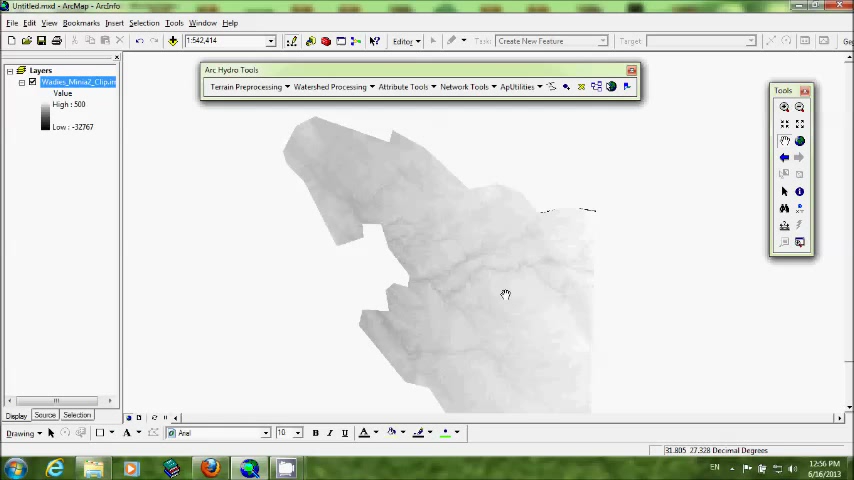 Untitled.mxd - ArcMap - ArcInfo
File Edit View Bookmarks Insert Selection Tools Window Help
1:542,414
Editor
Task: Create New Feature
Target:
Layers
Wadies_Minia2_Clip.im
Value
High : 500
Low : -32767
Arc Hydro Tools
Terrain Preprocessing Watershed Processing Attribute Tools Network Tools ApUtilities
Tools
Display Source Selection
Drawing
A
Arial
10
B I U A
31.805 27.328 Decimal Degrees
EN
12:56 PM
6/16/2013